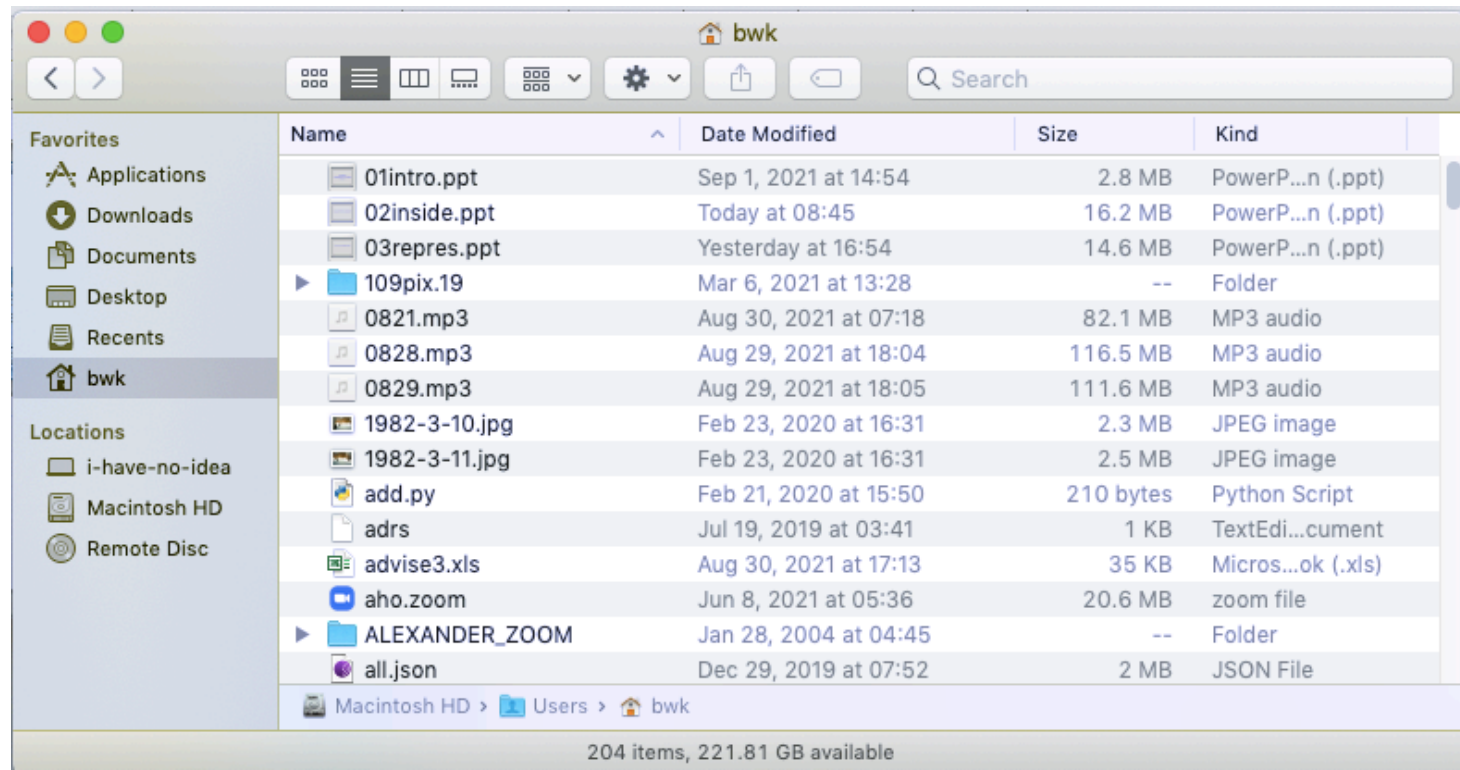 bwk
Search
Favorites
Applications
Downloads
Documents
Desktop
Recents
bwk
Locations
i-have-no-idea
Macintosh HD
Remote Disc
Name Date Modified Size Kind
01intro.ppt Sep 1, 2021 at 14:54 2.8 MB PowerP...n (.ppt)
02inside.ppt Today at 08:45 16.2 MB PowerP...n (.ppt)
03repres.ppt Yesterday at 16:54 14.6 MB PowerP...n (.ppt)
109pix.19 Mar 6, 2021 at 13:28 -- Folder
0821.mp3 Aug 30, 2021 at 07:18 82.1 MB MP3 audio
0828.mp3 Aug 29, 2021 at 18:04 116.5 MB MP3 audio
0829.mp3 Aug 29, 2021 at 18:05 111.6 MB MP3 audio
1982-3-10.jpg Feb 23, 2020 at 16:31 2.3 MB JPEG image
1982-3-11.jpg Feb 23, 2020 at 16:31 2.5 MB JPEG image
add.py Feb 21, 2020 at 15:50 210 bytes Python Script
adrs Jul 19, 2019 at 03:41 1 KB TextEdi...cument
advise3.xls Aug 30, 2021 at 17:13 35 KB Micros...ok (.xls)
aho.zoom Jun 8, 2021 at 05:36 20.6 MB zoom file
ALEXANDER_ZOOM Jan 28, 2004 at 04:45 -- Folder
all.json Dec 29, 2019 at 07:52 2 MB JSON File
Macintosh HD › Users › bwk
204 items, 221.81 GB available